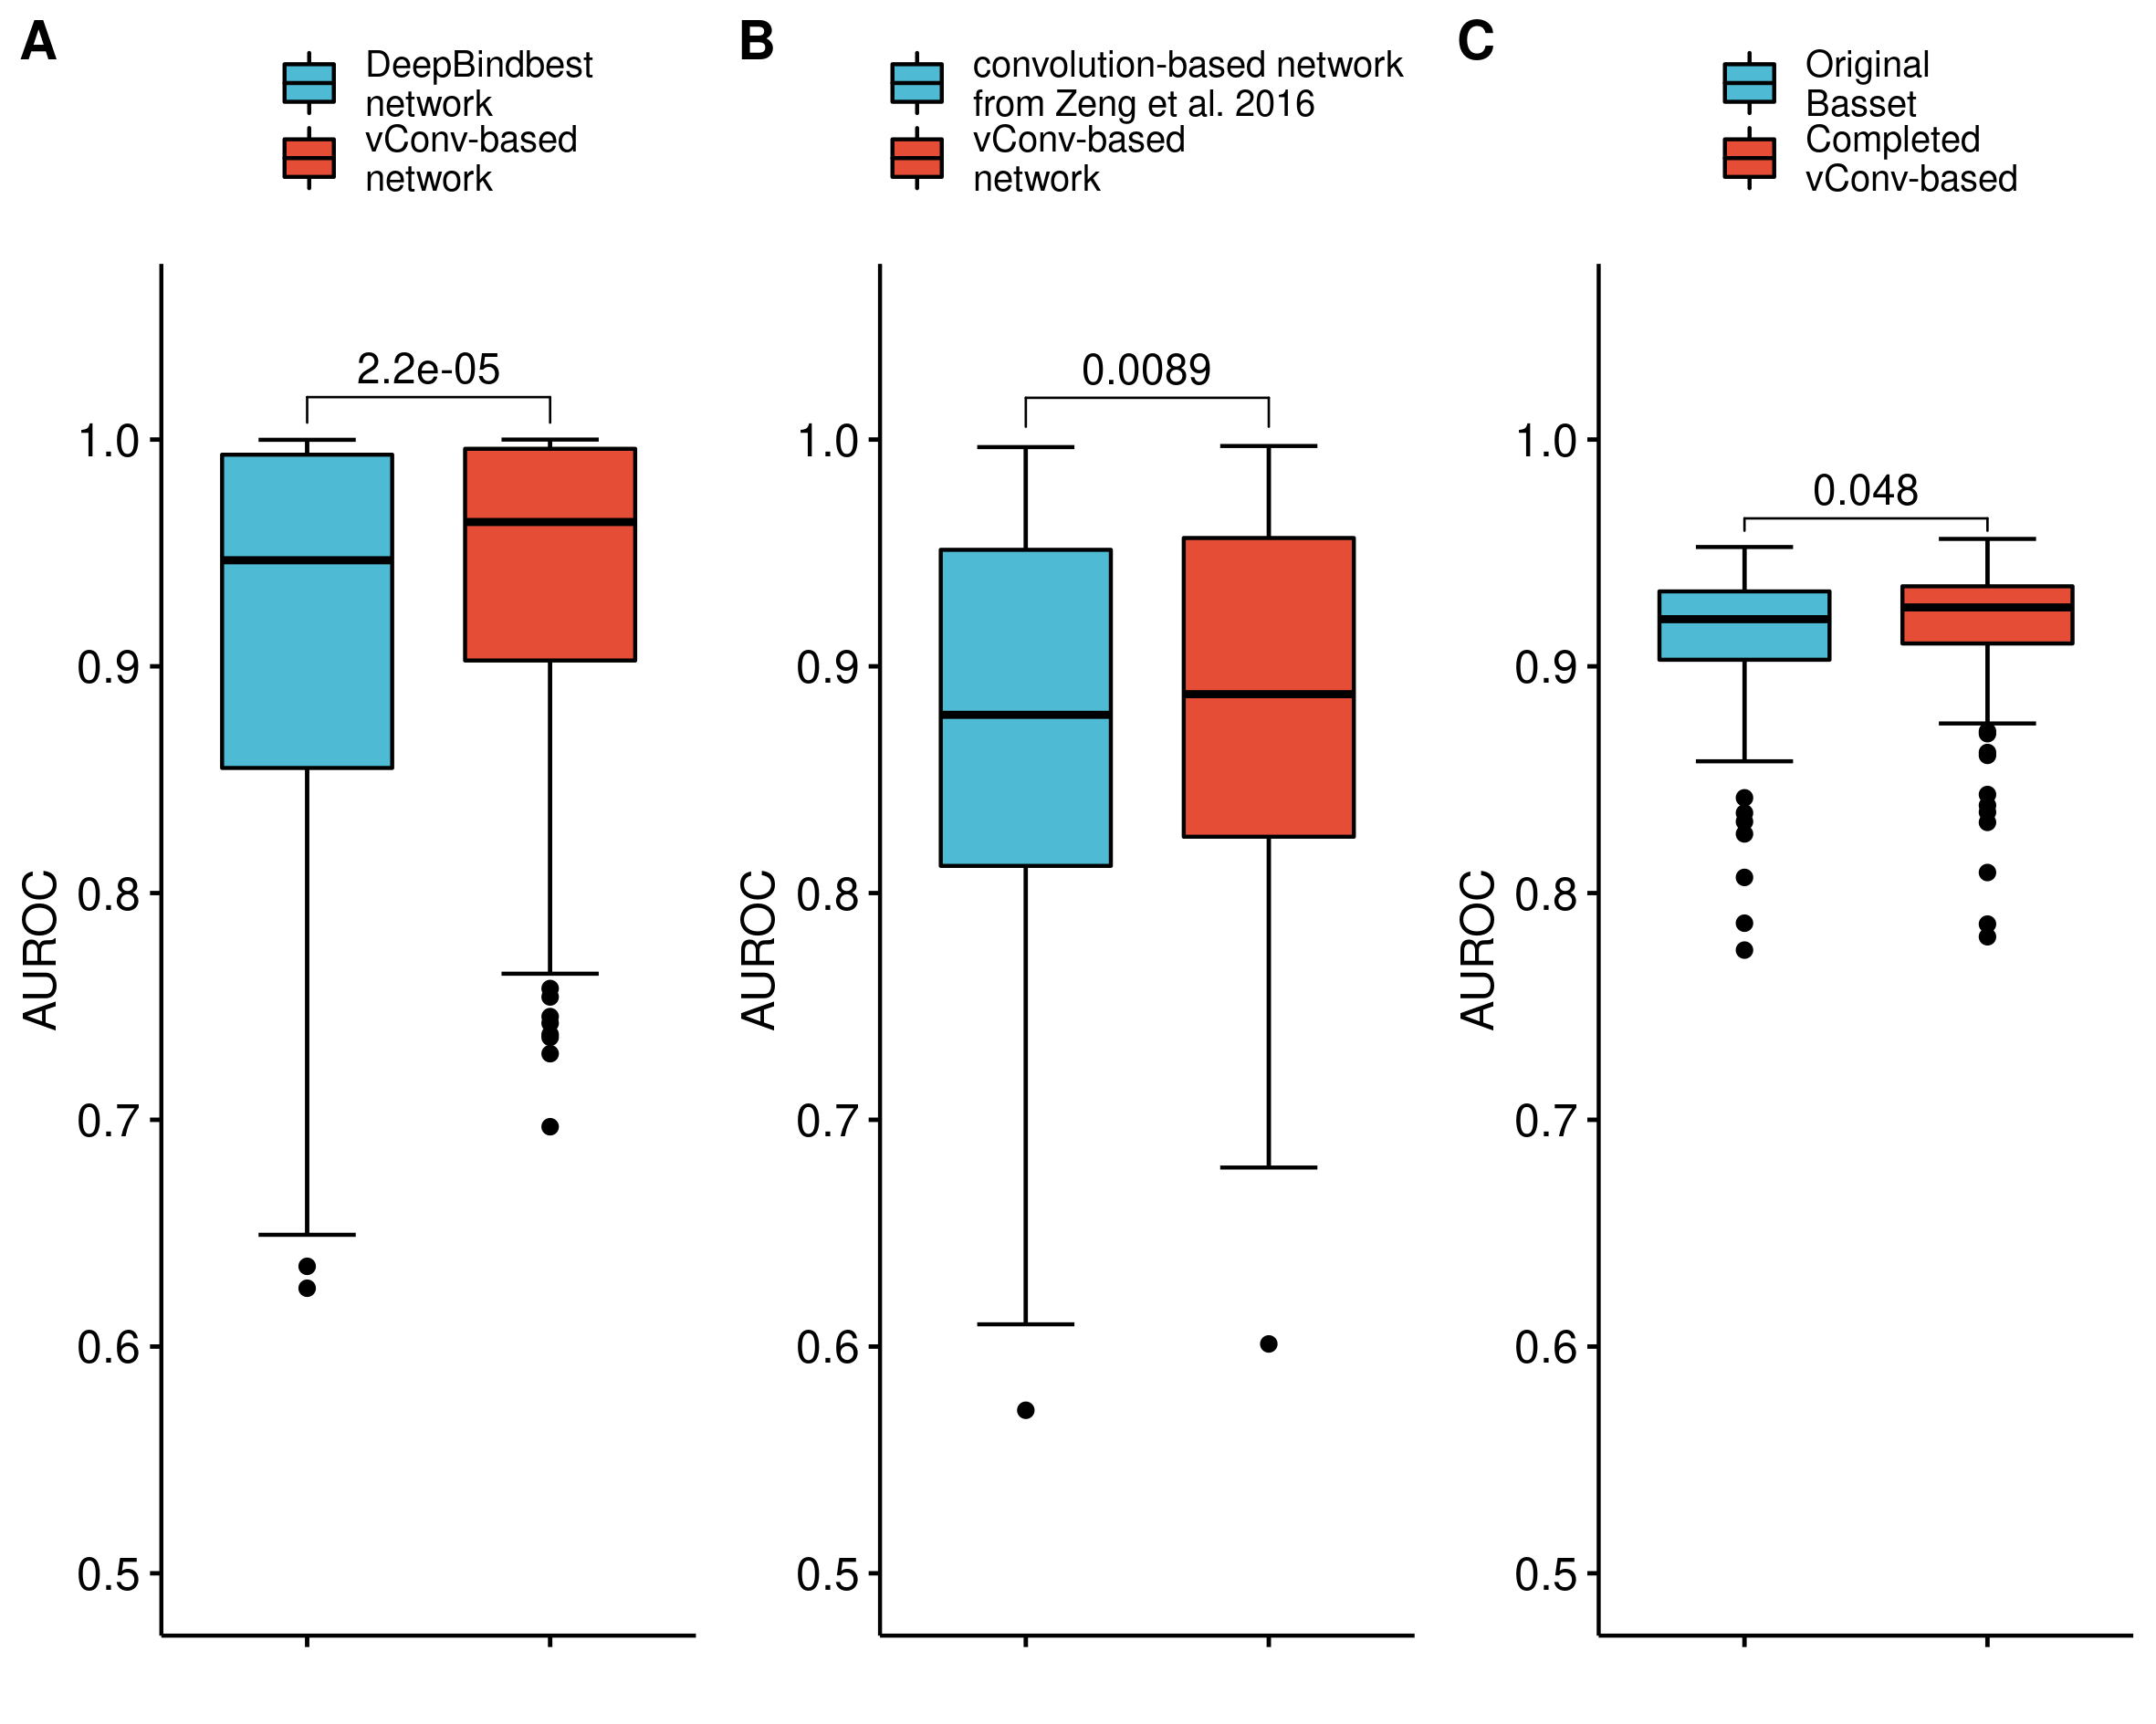 A
DeepBindbest
network
vConv-based
network
2.2e-05
1.0
0.9
0.8
0.7
0.6
0.5
AUROC
B
convolution-based network
from Zeng et al. 2016
vConv-based
network
0.0089
1.0
0.9
0.8
0.7
0.6
0.5
AUROC
C
Original
Basset
Completed
vConv-based
0.048
1.0
0.9
0.8
0.7
0.6
0.5
AUROC